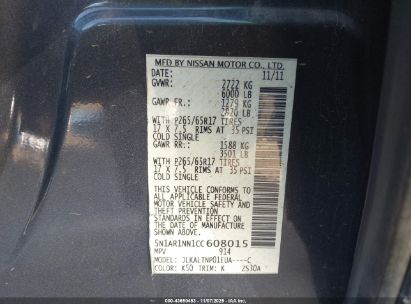 MFD BY NISSAN MOTOR CO., LTD.
DATE: 11/11
GVWR: 2722 KG
6000 LB
GAWR FR.: 1279 KG
2820 LB
WITH P265/65R17 TIRES
17 X 7.5 RIMS AT 35 PSI
COLD SINGLE
GAWR RR.: 1588 KG
3501 LB
WITH P265/65R17 TIRES
17 X 7.5 RIMS AT 35 PSI
COLD SINGLE
THIS VEHICLE CONFORMS TO
ALL APPLICABLE FEDERAL
MOTOR VEHICLE SAFETY AND
THEFT PREVENTION
STANDARDS IN EFFECT ON
THE DATE OF MANUFACTURE
SHOWN ABOVE.
5N1AR1NN1CC608015
MPV 914
MODEL: JLKALTNP01EUA----C
COLOR: K50 TRIM: K ZS30A